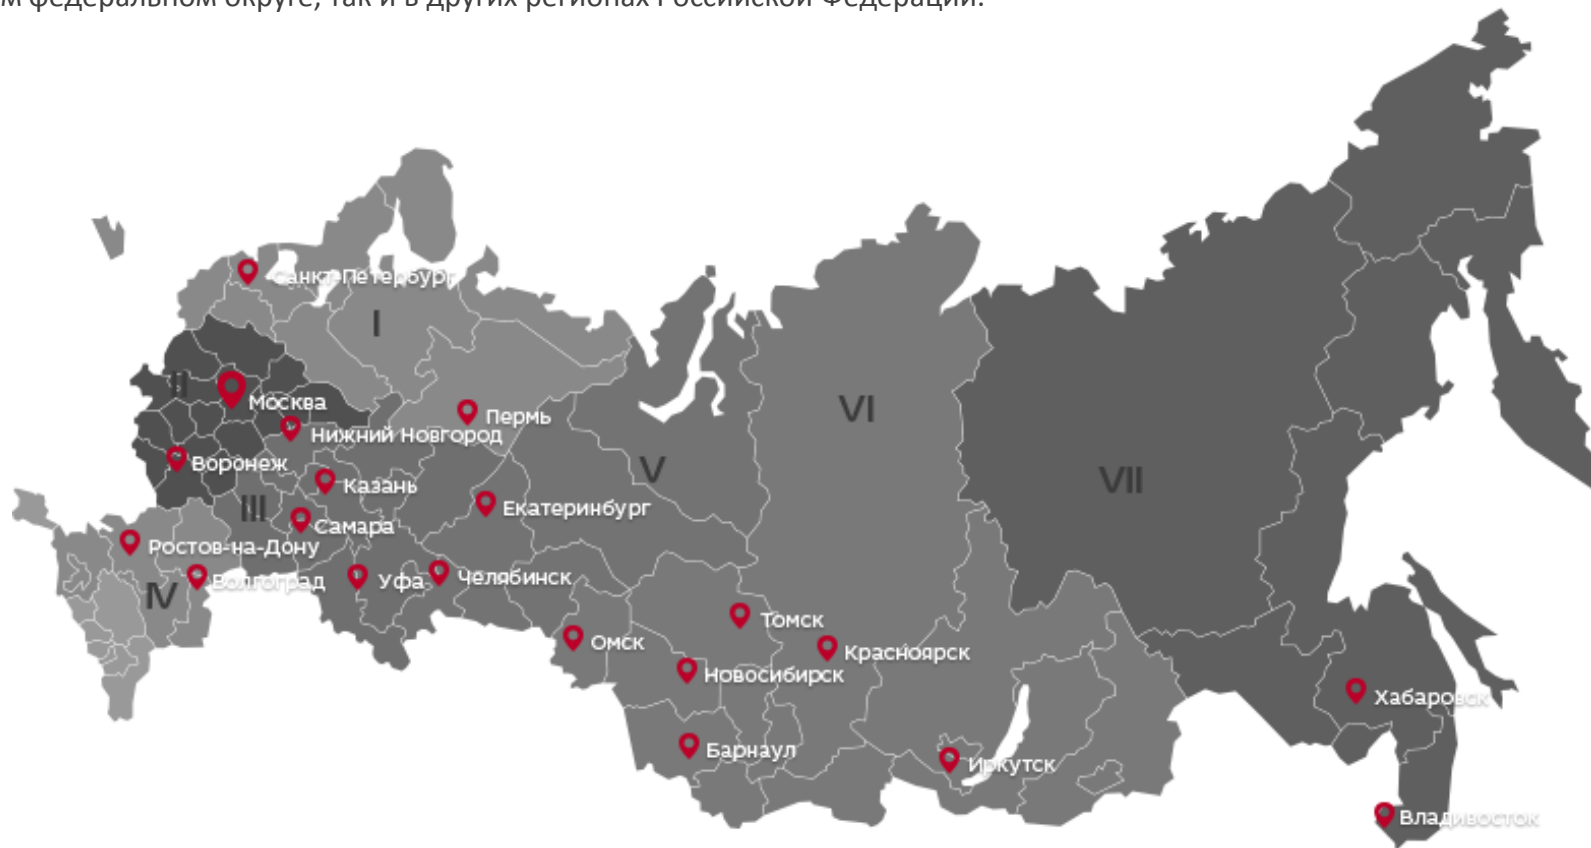 м федеральном округе, так и в других регионах Российской Федерации.
Санкт-Петербург
I
II
Москва
Пермь
Нижний Новгород
VI
Воронеж
V
Казань
VII
III
Екатеринбург
Самара
Ростов-на-Дону
Волгоград
Уфа
Челябинск
IV
Томск
Омск
Красноярск
Новосибирск
Хабаровск
Барнаул
Иркутск
Владивосток